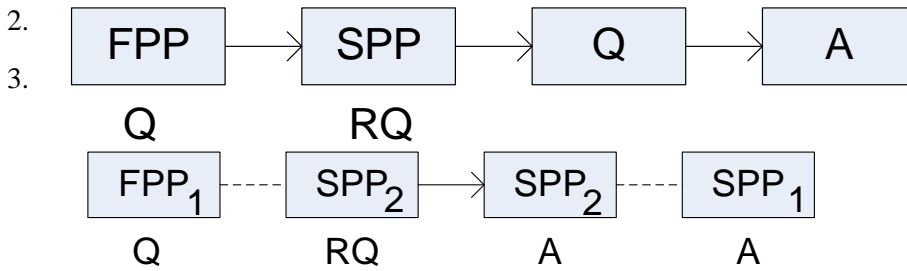 2.
FPP SPP Q A
3.
Q RQ
FPP1 SPP2 SPP2 SPP1
Q RQ A A